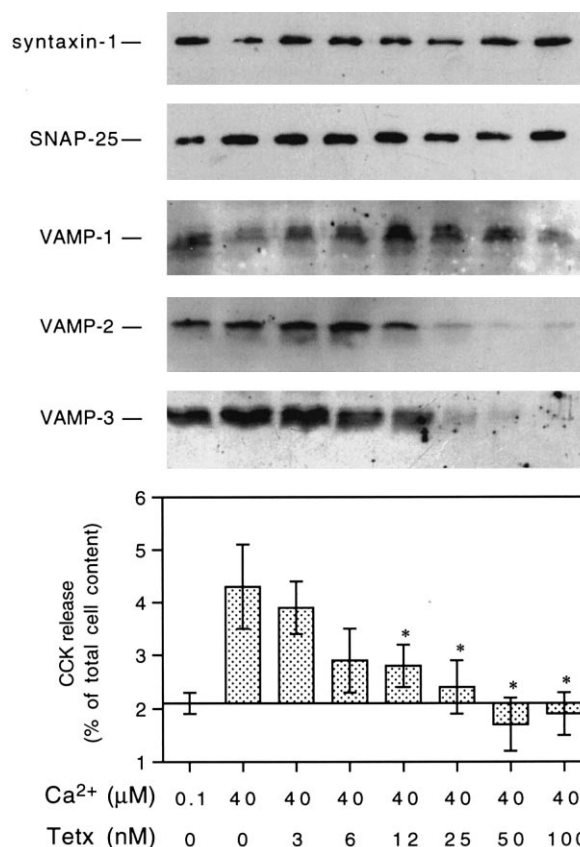 syntaxin-1 —
SNAP-25 —
VAMP-1 —
VAMP-2 —
VAMP-3 —
CCK release
(% of total cell content)
6
5
4
3
2
1
* * * *
Ca²⁺ (μM) 0.1 40 40 40 40 40 40 40
Tetx (nM) 0 0 3 6 12 25 50 100